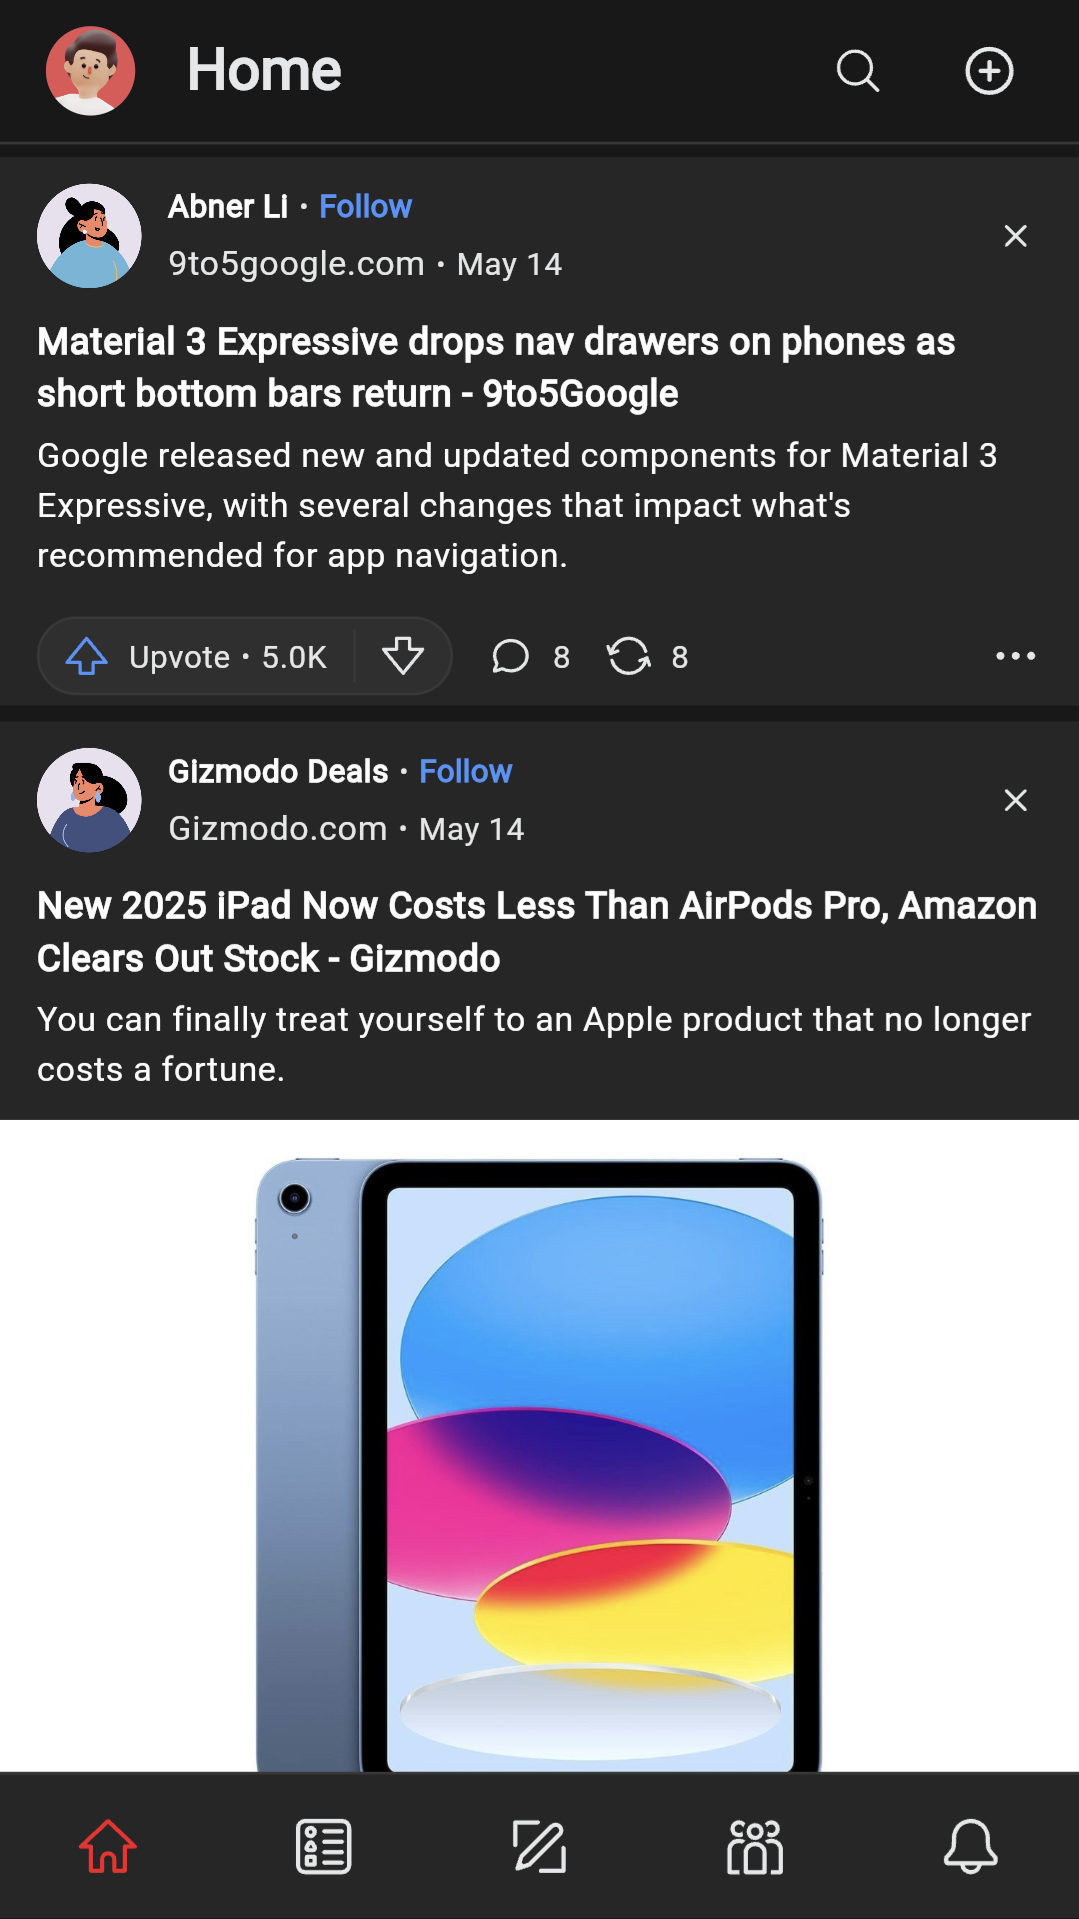 Home
Abner Li • Follow
9to5google.com • May 14
Material 3 Expressive drops nav drawers on phones as
short bottom bars return - 9to5Google
Google released new and updated components for Material 3
Expressive, with several changes that impact what's
recommended for app navigation.
Upvote • 5.0K 8 8
Gizmodo Deals • Follow
Gizmodo.com • May 14
New 2025 iPad Now Costs Less Than AirPods Pro, Amazon
Clears Out Stock - Gizmodo
You can finally treat yourself to an Apple product that no longer
costs a fortune.